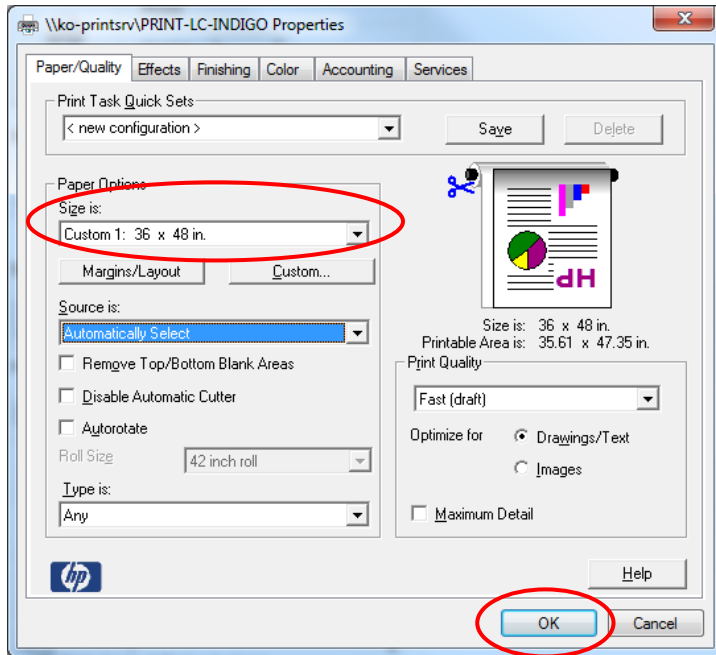 \\ko-printsrv\PRINT-LC-INDIGO Properties
Paper/Quality Effects Finishing Color Accounting Services
Print Task Quick Sets
< new configuration >
Save Delete
Paper Options
Size is:
Custom 1: 36 x 48 in.
Margins/Layout Custom...
Source is:
Automatically Select
Remove Top/Bottom Blank Areas
Disable Automatic Cutter
Autorotate
Roll Size 42 inch roll
Type is:
Any
HP
Size is: 36 x 48 in.
Printable Area is: 35.61 x 47.35 in.
Print Quality
Fast (draft)
Optimize for Drawings/Text
Images
Maximum Detail
hp
Help
OK Cancel